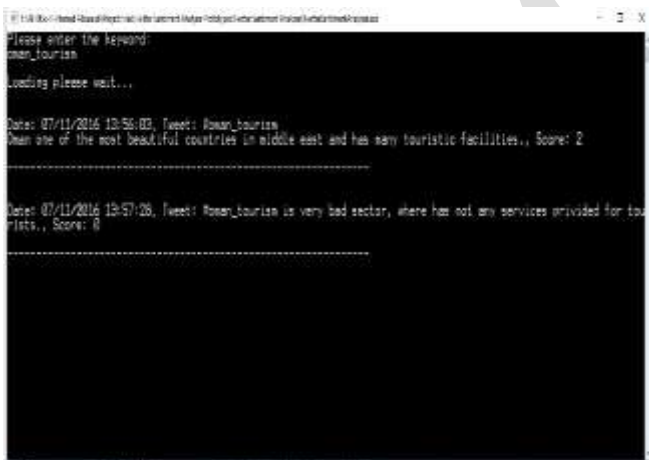 Please enter the keyword:
oman_tourism
Loading please wait...
Date: 07/11/2016 13:56:03, Tweet: #oman_tourism
Oman one of the most beautiful countries in middle east and has many touristic facilities., Score: 2
------------------------------------------------------------
Date: 07/11/2016 13:57:26, Tweet: #oman_tourism is very bad sector, where has not any services privided for tou
rists., Score: 0
------------------------------------------------------------